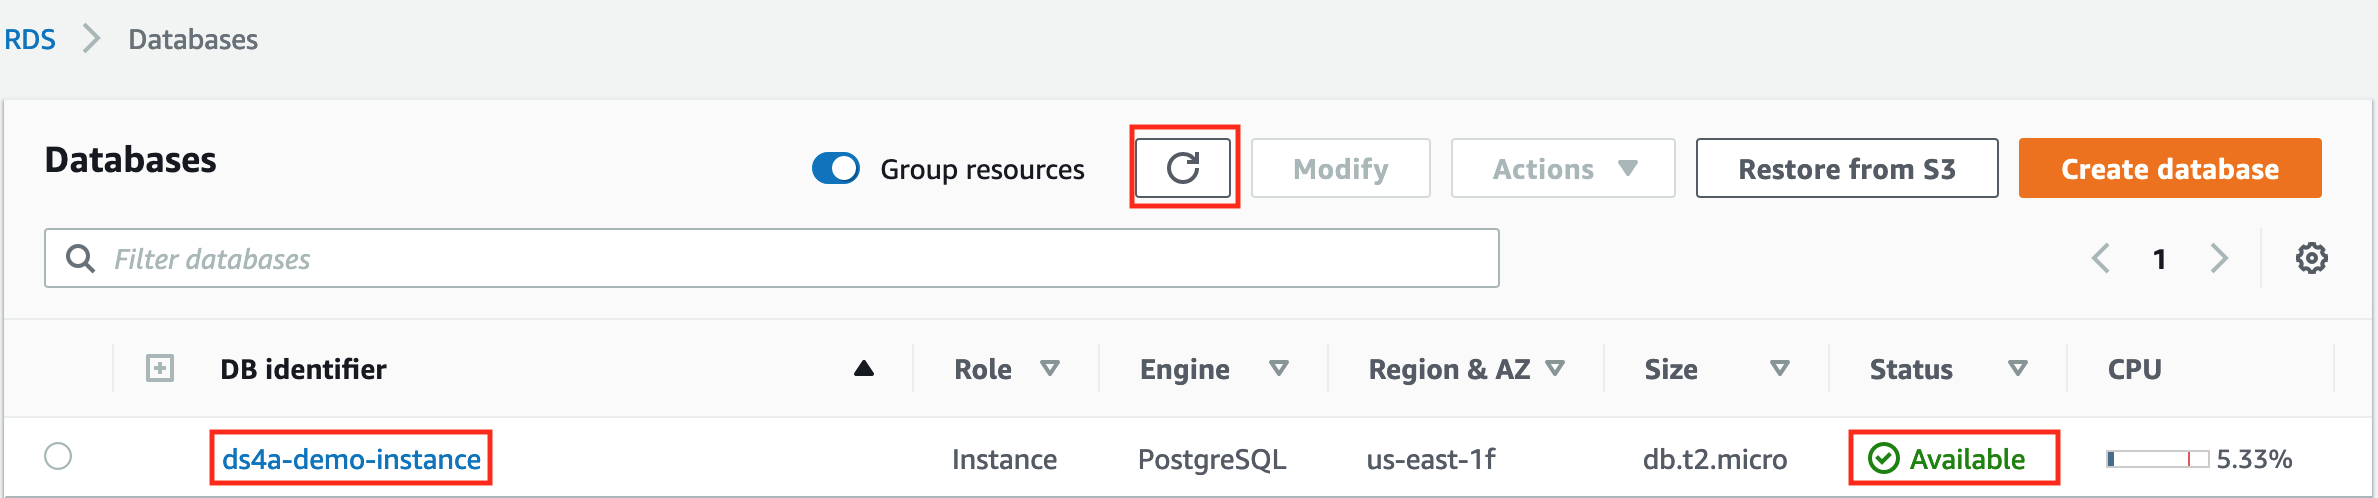 RDS > Databases
Databases
Group resources
Modify
Actions
Restore from S3
Create database
Filter databases
1
DB identifier Role Engine Region & AZ Size Status CPU
ds4a-demo-instance Instance PostgreSQL us-east-1f db.t2.micro Available 5.33%